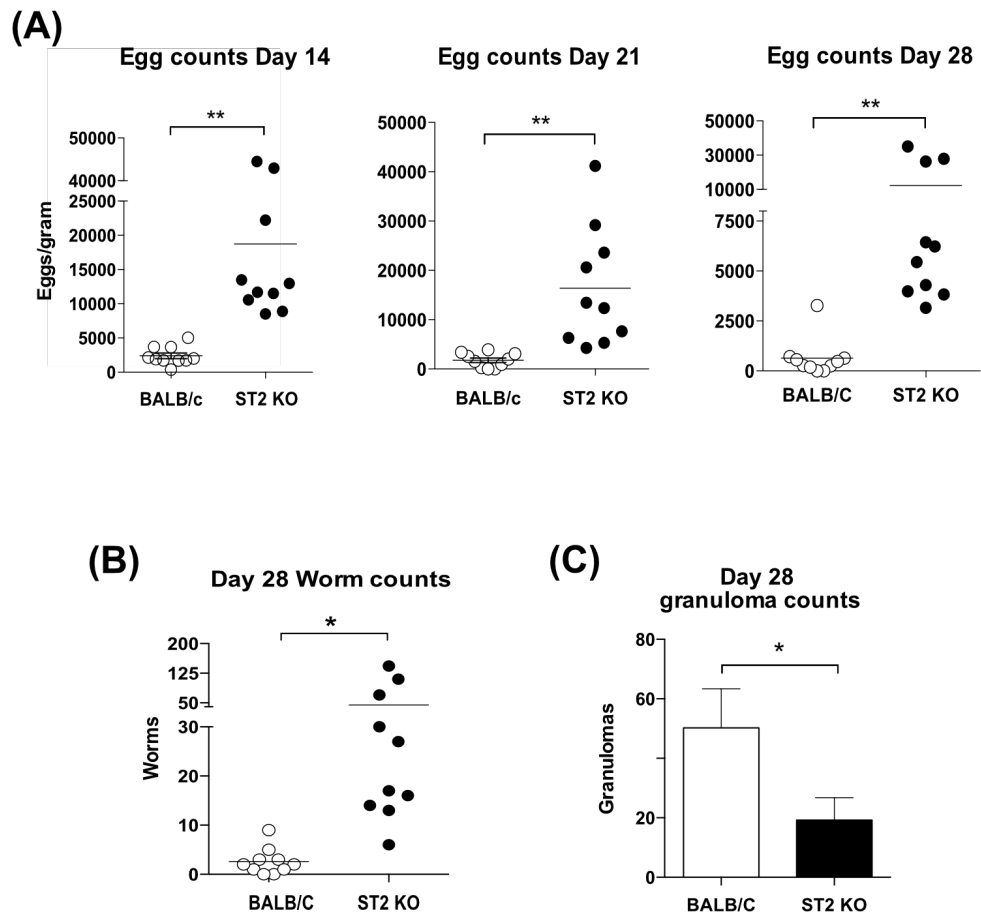 (A)
Egg counts Day 14
Egg counts Day 21
Egg counts Day 28
**
**
**
Eggs/gram
50000
40000
25000
20000
15000
10000
5000
0
BALB/c
ST2 KO
50000
40000
30000
20000
10000
0
BALB/c
ST2 KO
50000
30000
10000
7500
5000
2500
0
BALB/C
ST2 KO
(B)
Day 28 Worm counts
*
Worms
200
125
50
30
20
10
0
BALB/C
ST2 KO
(C)
Day 28
granuloma counts
*
Granulomas
80
60
40
20
0
BALB/C
ST2 KO